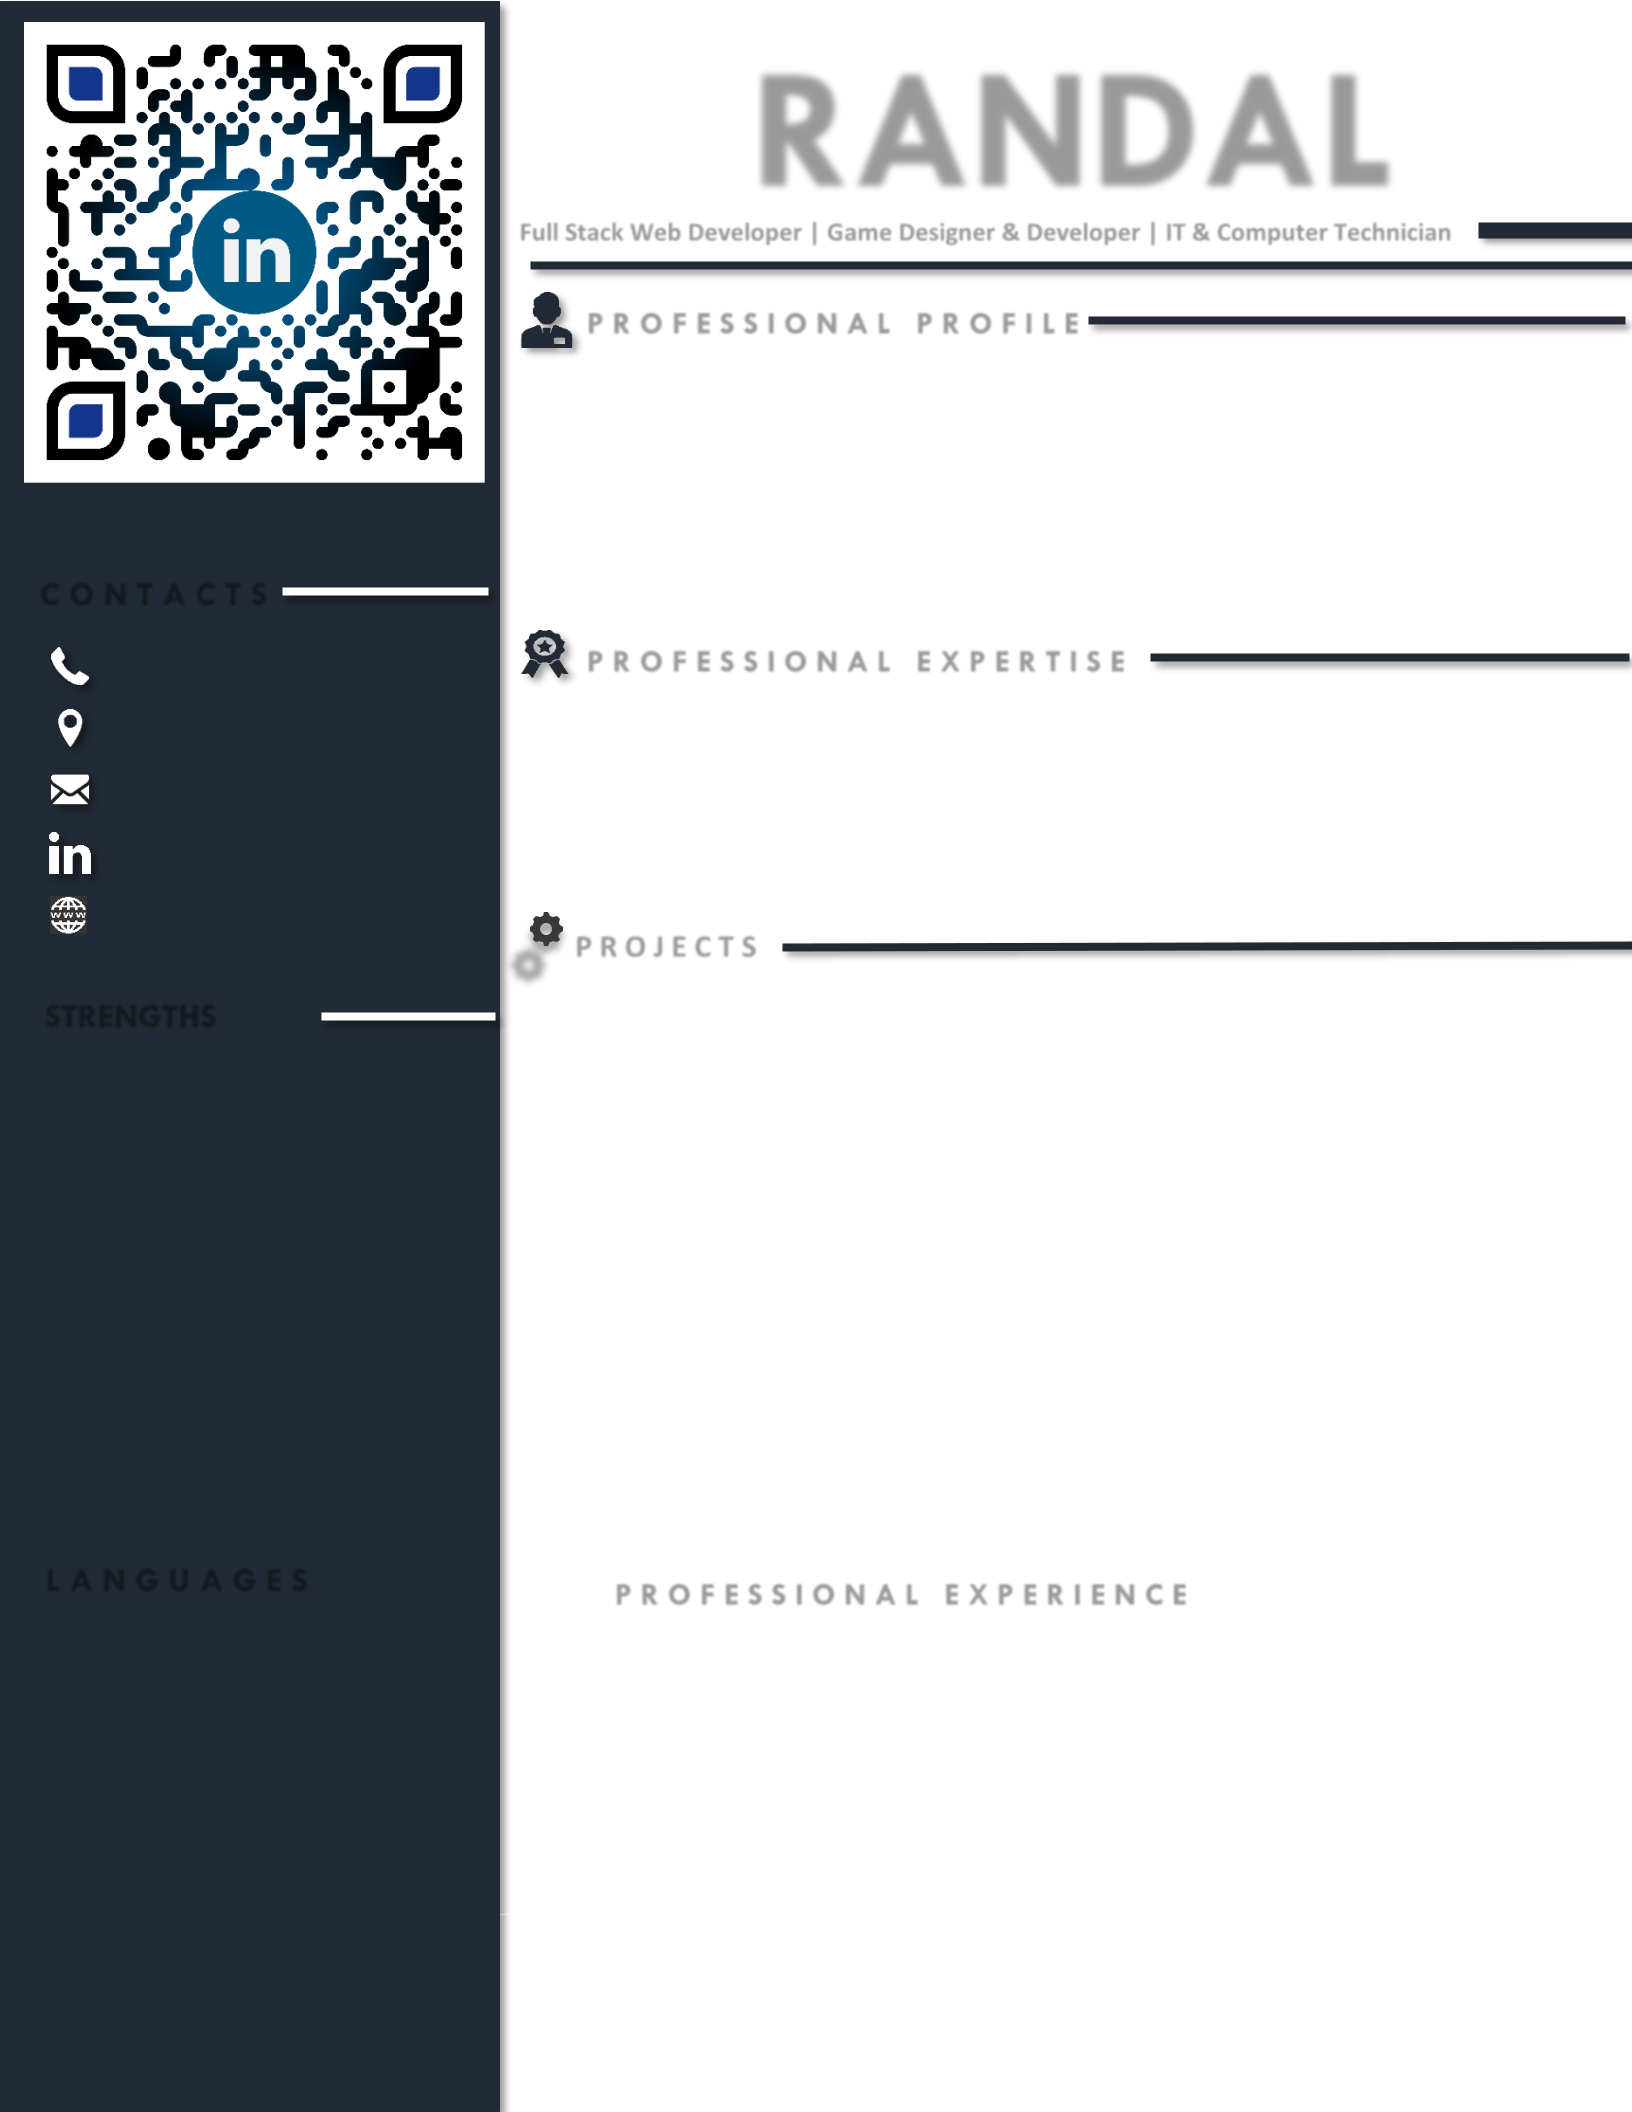 in
CONTACTS
in
www
STRENGTHS
LANGUAGES
RANDAL
Full Stack Web Developer | Game Designer & Developer | IT & Computer Technician
PROFESSIONAL PROFILE
PROFESSIONAL EXPERTISE
PROJECTS
PROFESSIONAL EXPERIENCE